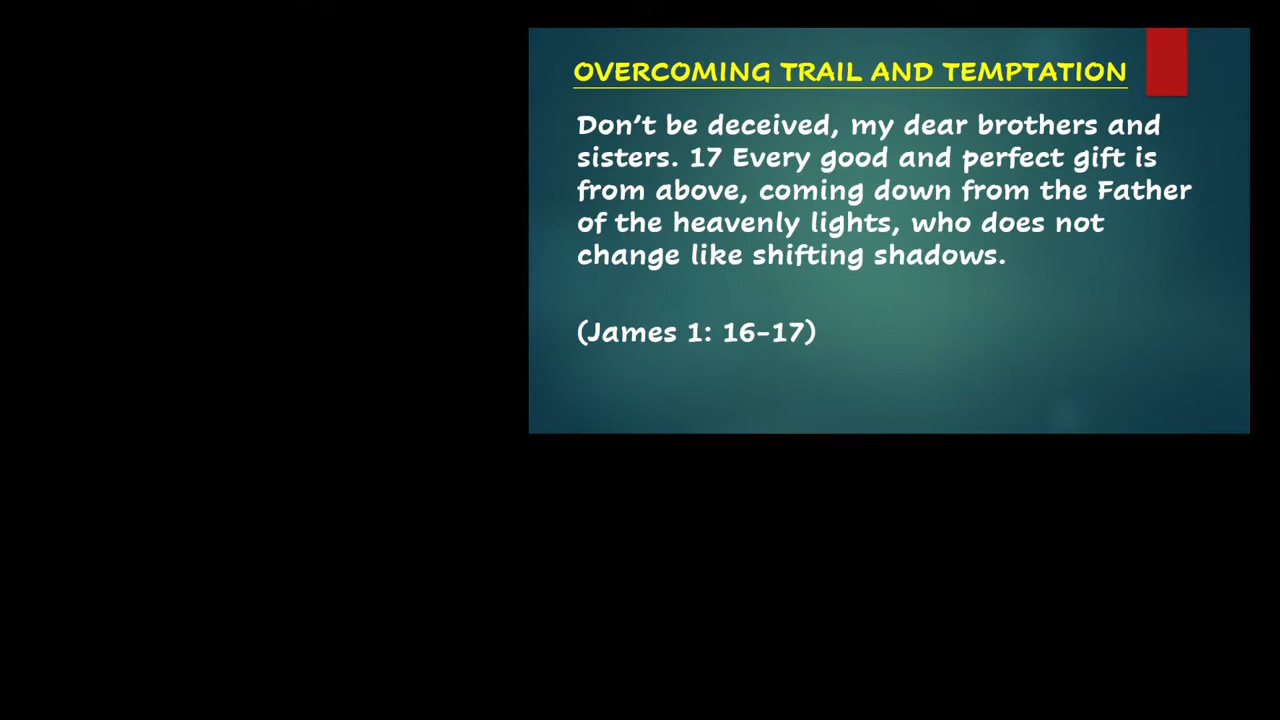 OVERCOMING TRAIL AND TEMPTATION
Don’t be deceived, my dear brothers and
sisters. 17 Every good and perfect gift is
from above, coming down from the Father
of the heavenly lights, who does not
change like shifting shadows.
(James 1: 16-17)